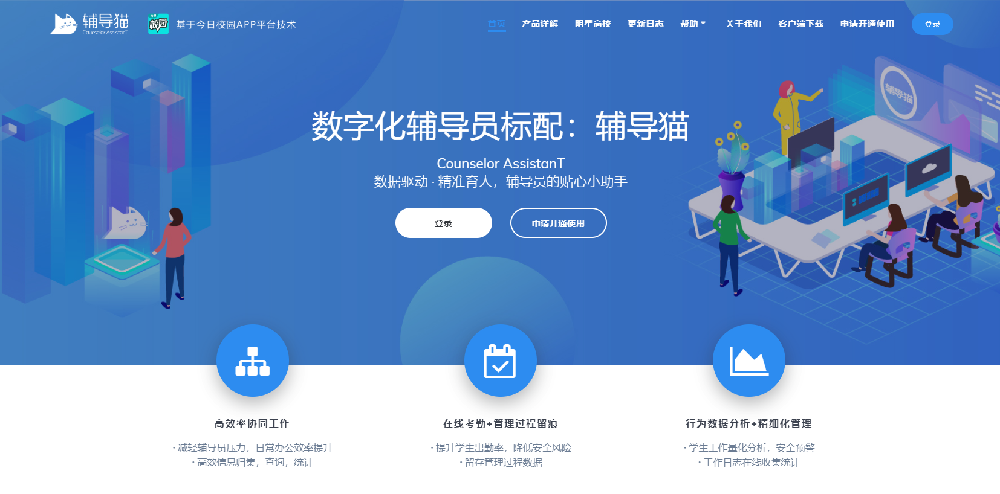 辅导猫
Counselor AssistanT
今日
校园
基于今日校园APP平台技术
首页
产品详解
明星高校
更新日志
帮助
关于我们
客户端下载
申请开通使用
登录
辅导猫
数字化辅导员标配：辅导猫
Counselor AssistanT
数据驱动 · 精准育人，辅导员的贴心小助手
登录
申请开通使用
高效率协同工作
· 减轻辅导员压力，日常办公效率提升
· 高效信息归集，查询，统计
在线考勤+管理过程留痕
· 提升学生出勤率，降低安全风险
· 留存管理过程数据
行为数据分析+精细化管理
· 学生工作量化分析，安全预警
· 工作日志在线收集统计